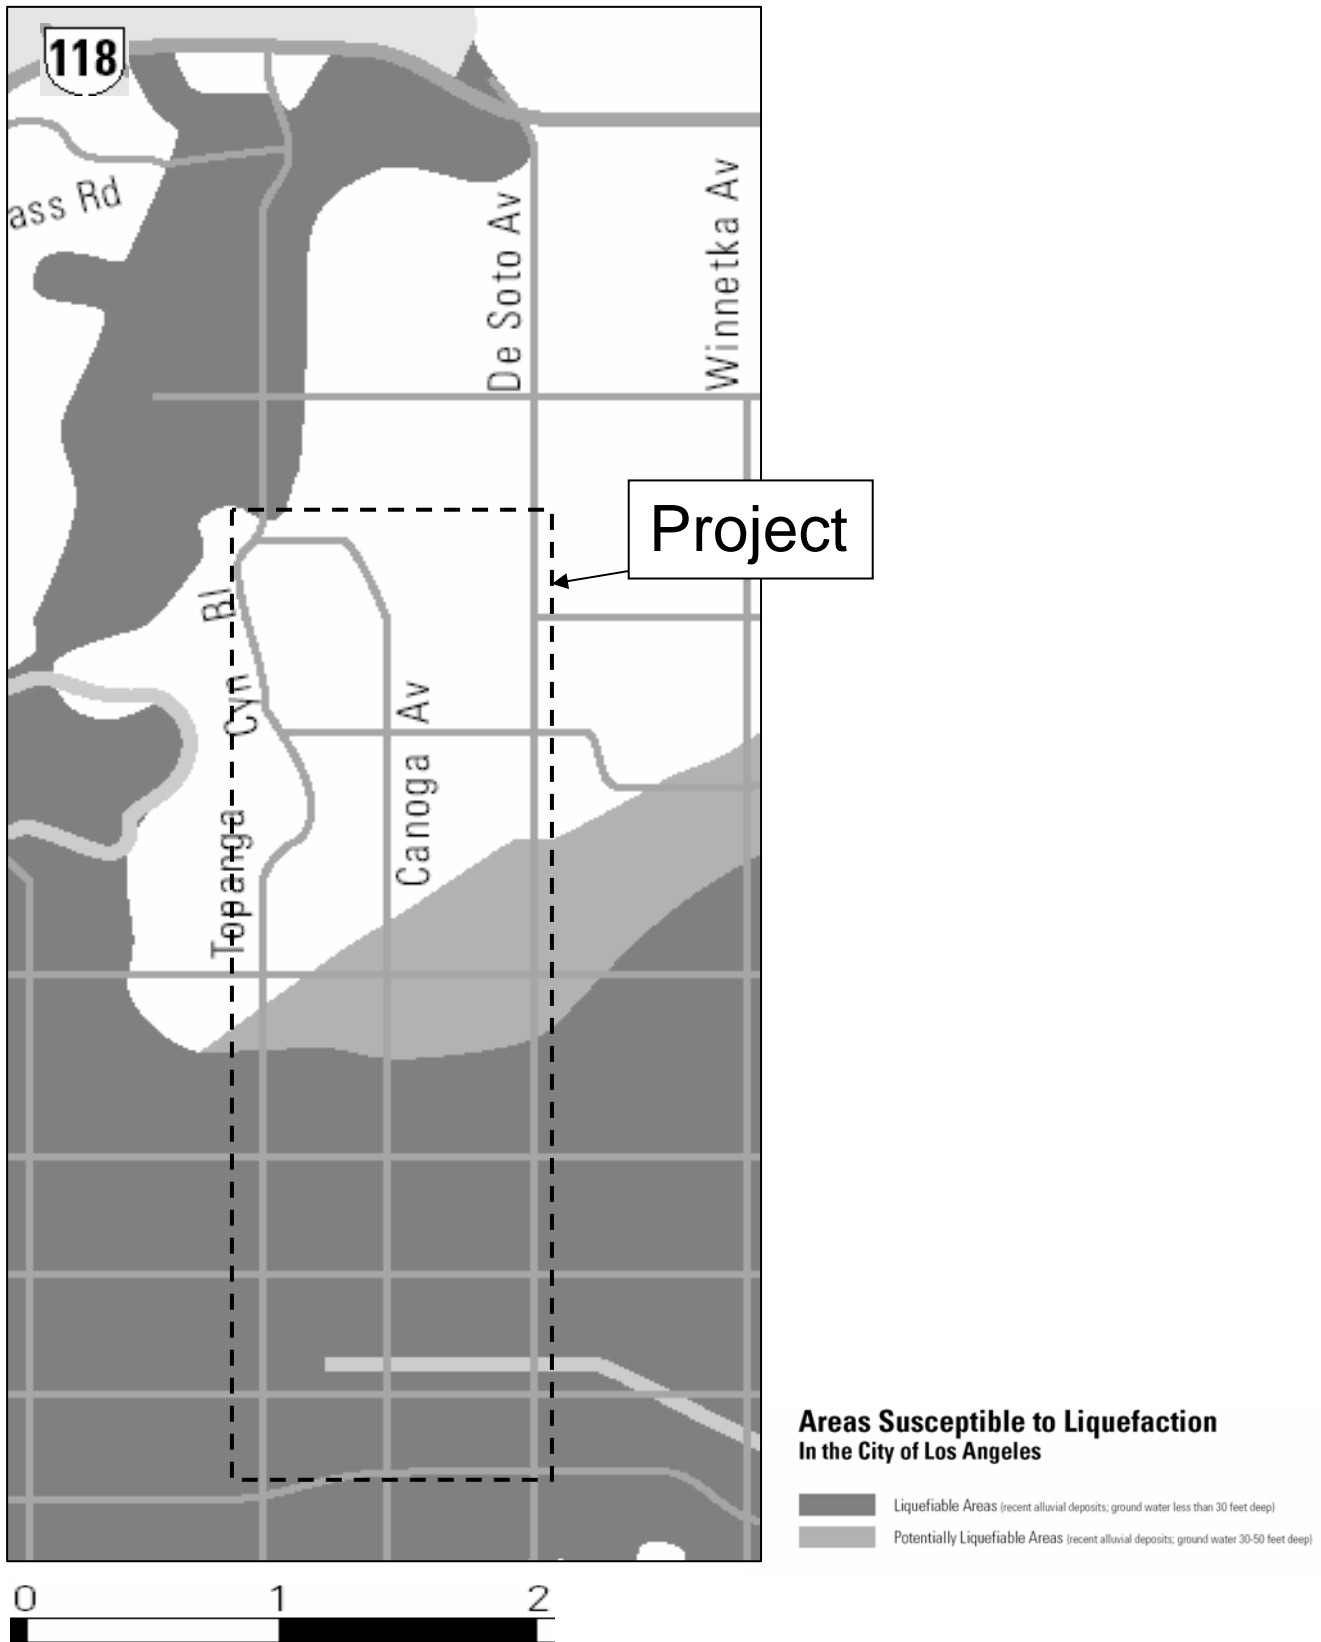 118
ass Rd
De Soto Av
Winnetka Av
Project
Topanga Cyn Bl
Canoga Av
Areas Susceptible to Liquefaction
In the City of Los Angeles
Liquefiable Areas (recent alluvial deposits; ground water less than 30 feet deep)
Potentially Liquefiable Areas (recent alluvial deposits; ground water 30-50 feet deep)
0 1 2